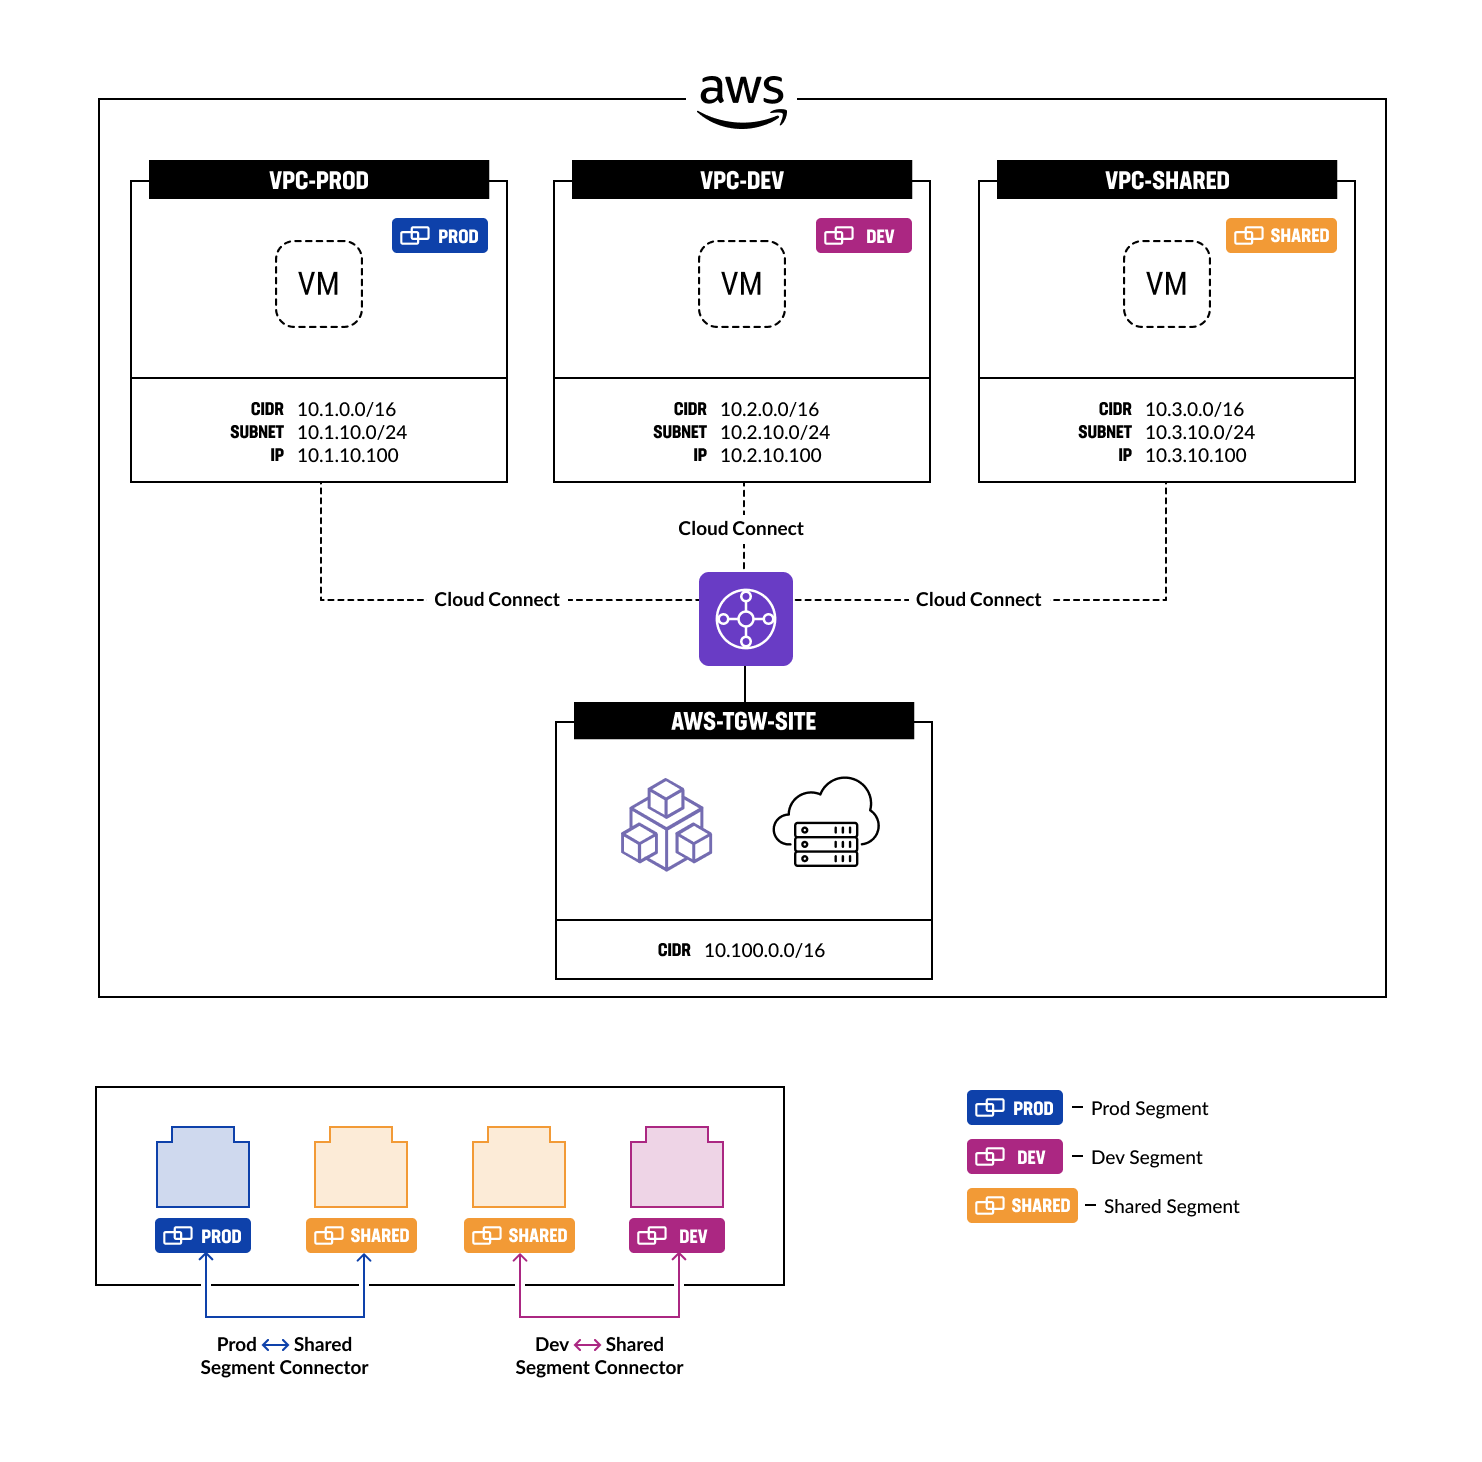 aws
VPC-PROD
PROD
VM
CIDR 10.1.0.0/16
SUBNET 10.1.10.0/24
IP 10.1.10.100
VPC-DEV
DEV
VM
CIDR 10.2.0.0/16
SUBNET 10.2.10.0/24
IP 10.2.10.100
VPC-SHARED
SHARED
VM
CIDR 10.3.0.0/16
SUBNET 10.3.10.0/24
IP 10.3.10.100
Cloud Connect
Cloud Connect
Cloud Connect
AWS-TGW-SITE
CIDR 10.100.0.0/16
PROD
SHARED
SHARED
DEV
Prod ↔ Shared
Segment Connector
Dev ↔ Shared
Segment Connector
PROD – Prod Segment
DEV – Dev Segment
SHARED – Shared Segment